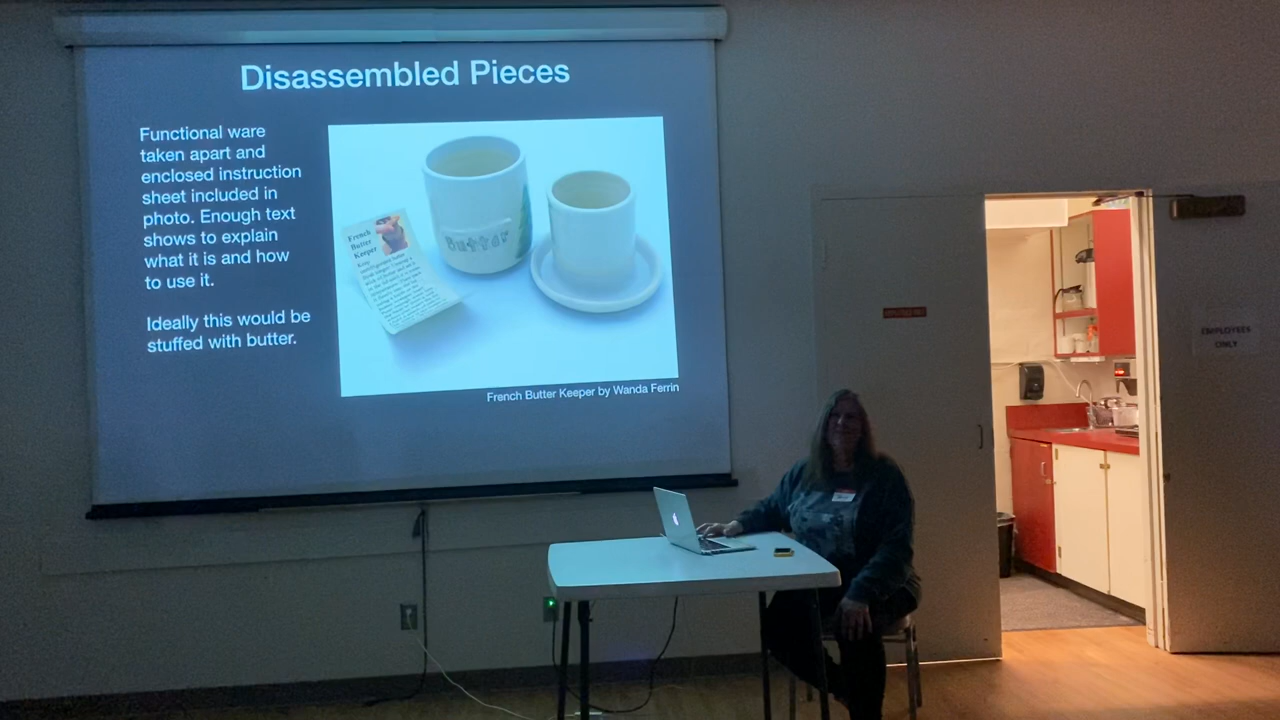 Disassembled Pieces
Functional ware
taken apart and
enclosed instruction
sheet included in
photo. Enough text
shows to explain
what it is and how
to use it.
Ideally this would be
stuffed with butter.
French
Butter
Keeper
Butter
French Butter Keeper by Wanda Ferrin
EMPLOYEES
ONLY